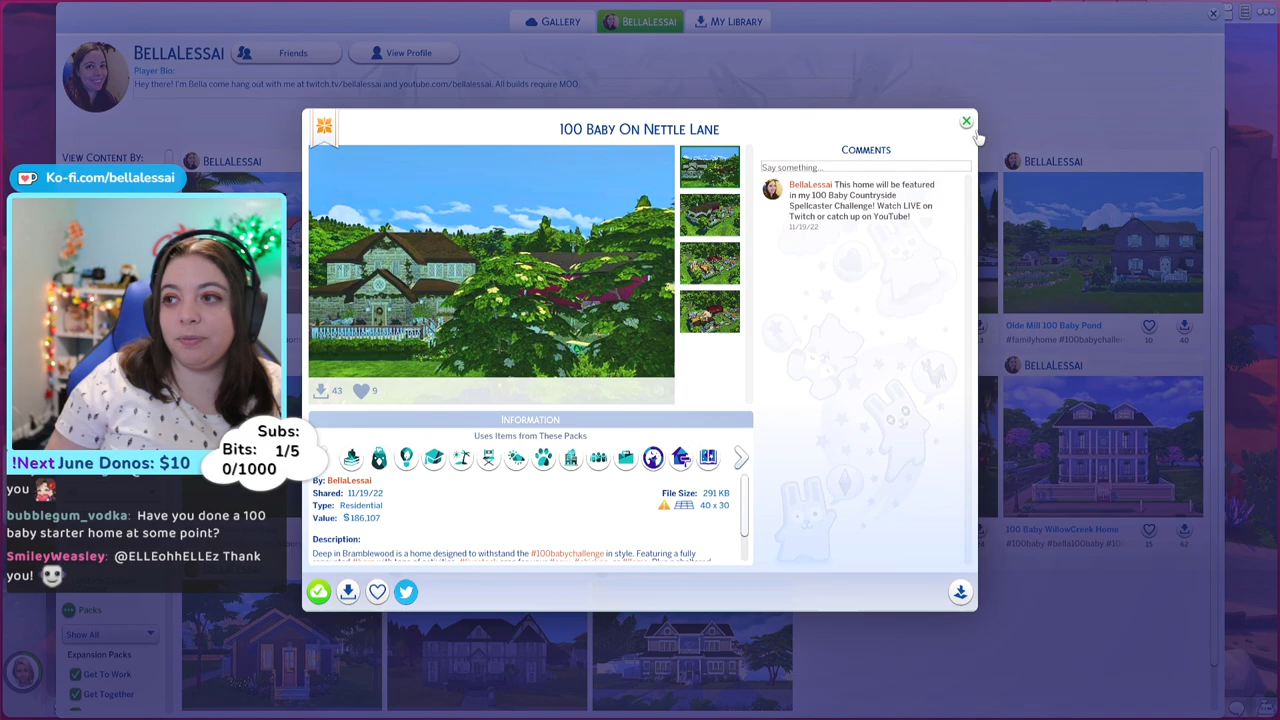 GALLERY
BELLALESSAI
MY LIBRARY
BELLALESSAI
Friends
View Profile
Player Bio:
Hey there! I'm Bella come hang out with me at twitch.tv/bellalessai and youtube.com/bellalessai. All builds require MOO.
VIEW CONTENT BY:
BELLALESSAI
BELLALESSAI
Ko-fi.com/bellalessai
100 BABY ON NETTLE LANE
COMMENTS
Say something...
BellaLessai This home will be featured
in my 100 Baby Countryside
Spellcaster Challenge! Watch LIVE on
Twitch or catch up on YouTube!
11/19/22
43
9
INFORMATION
Uses Items from These Packs
By: BellaLessai
Shared: 11/19/22
Type: Residential
Value: §186,107
File Size: 291 KB
40 x 30
Description:
Deep in Bramblewood is a home designed to withstand the #100babychallenge in style. Featuring a fully
Olde Mill 100 Baby Pond
#familyhome #100babychalle
10
40
BELLALESSAI
100 Baby WillowCreek Home
#100baby #bella100baby #1
15
62
Subs:
1/5
Bits:
0/1000
!Next June Donos: $10
you
bubblegum_vodka: Have you done a 100
baby starter home at some point?
SmileyWeasley: @ELLEohhELLEz Thank
you!
Packs
Show All
Expansion Packs
Get To Work
Get Together